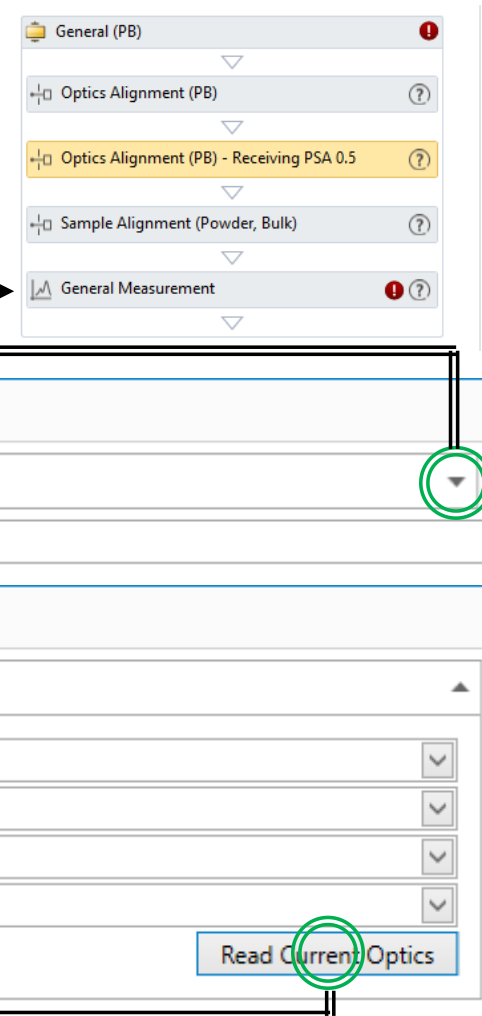 General (PB)
Optics Alignment (PB)
Optics Alignment (PB) - Receiving PSA 0.5
Sample Alignment (Powder, Bulk)
General Measurement
Read Current Optics